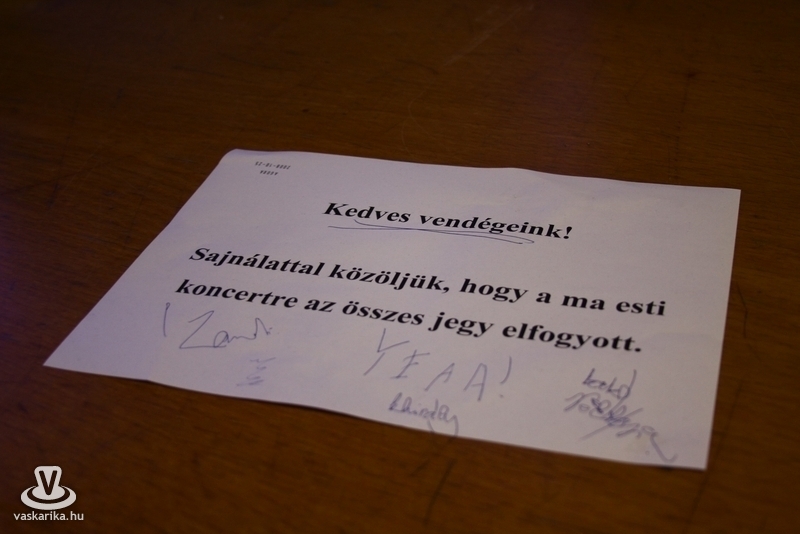 Kedves vendégeink!
Sajnálattal közöljük, hogy a ma esti
koncertre az összes jegy elfogyott.
YEAA!
vaskarika.hu